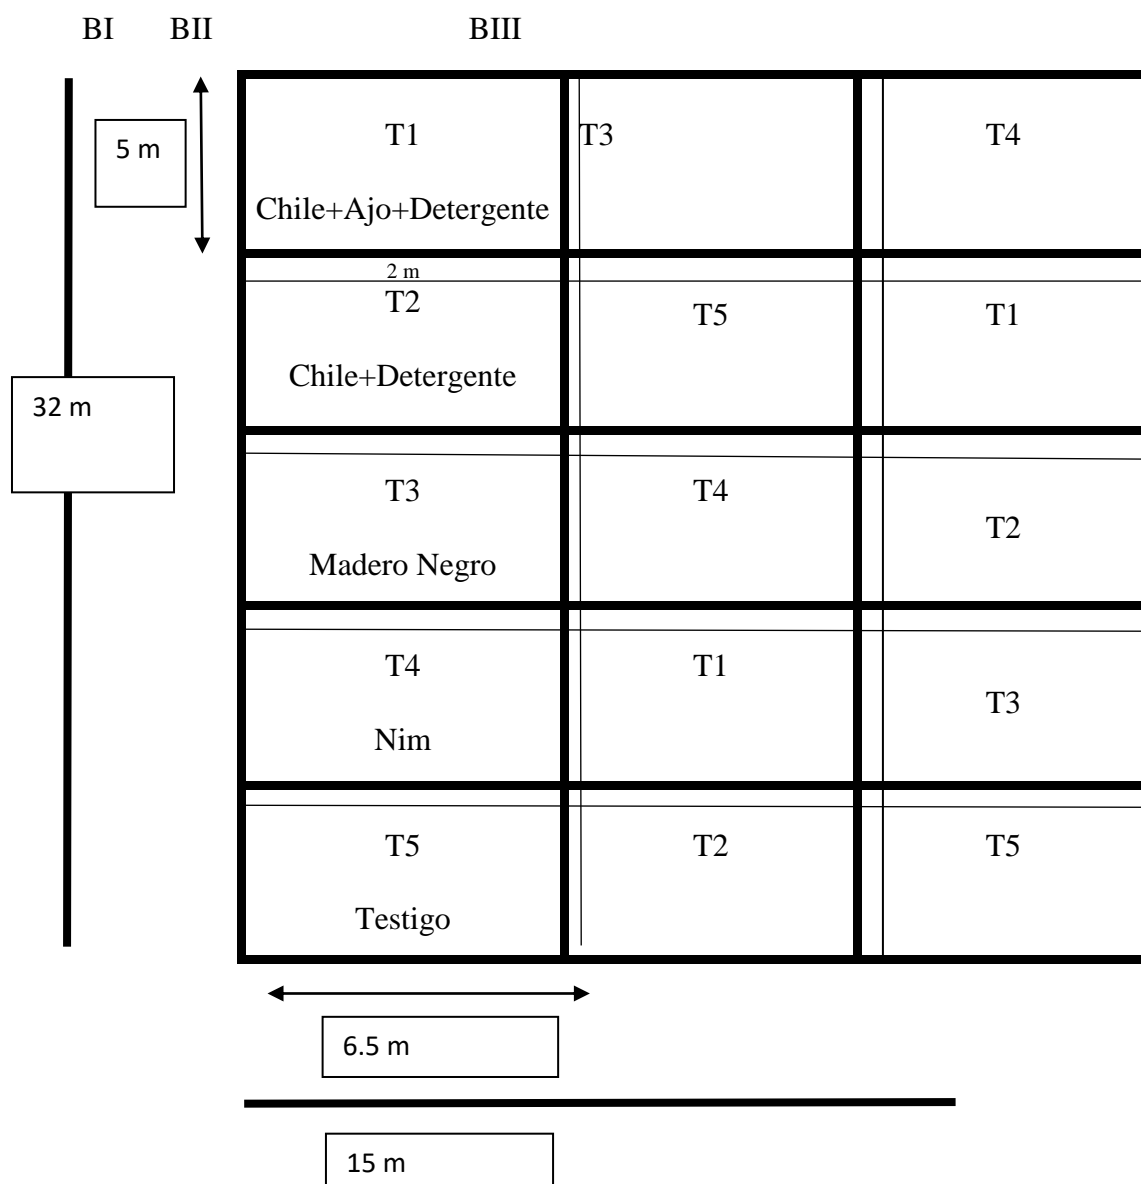 BI BII BIII
5 m
T1 T3 T4
Chile+Ajo+Detergente
2 m
T2 T5 T1
Chile+Detergente
32 m
T3 T4 T2
Madero Negro
T4 T1 T3
Nim
T5 T2 T5
Testigo
6.5 m
15 m